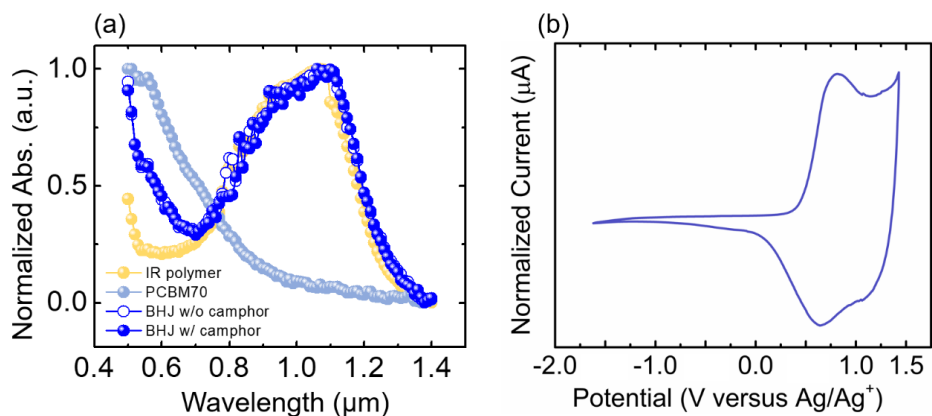 (a)
Normalized Abs. (a.u.)
1.0
0.5
0.0
IR polymer
PCBM70
BHJ w/o camphor
BHJ w/ camphor
0.4 0.6 0.8 1.0 1.2 1.4
Wavelength (μm)
(b)
Normalized Current (μA)
-2.0 -1.0 0.0 1.0 1.5
Potential (V versus Ag/Ag⁺)